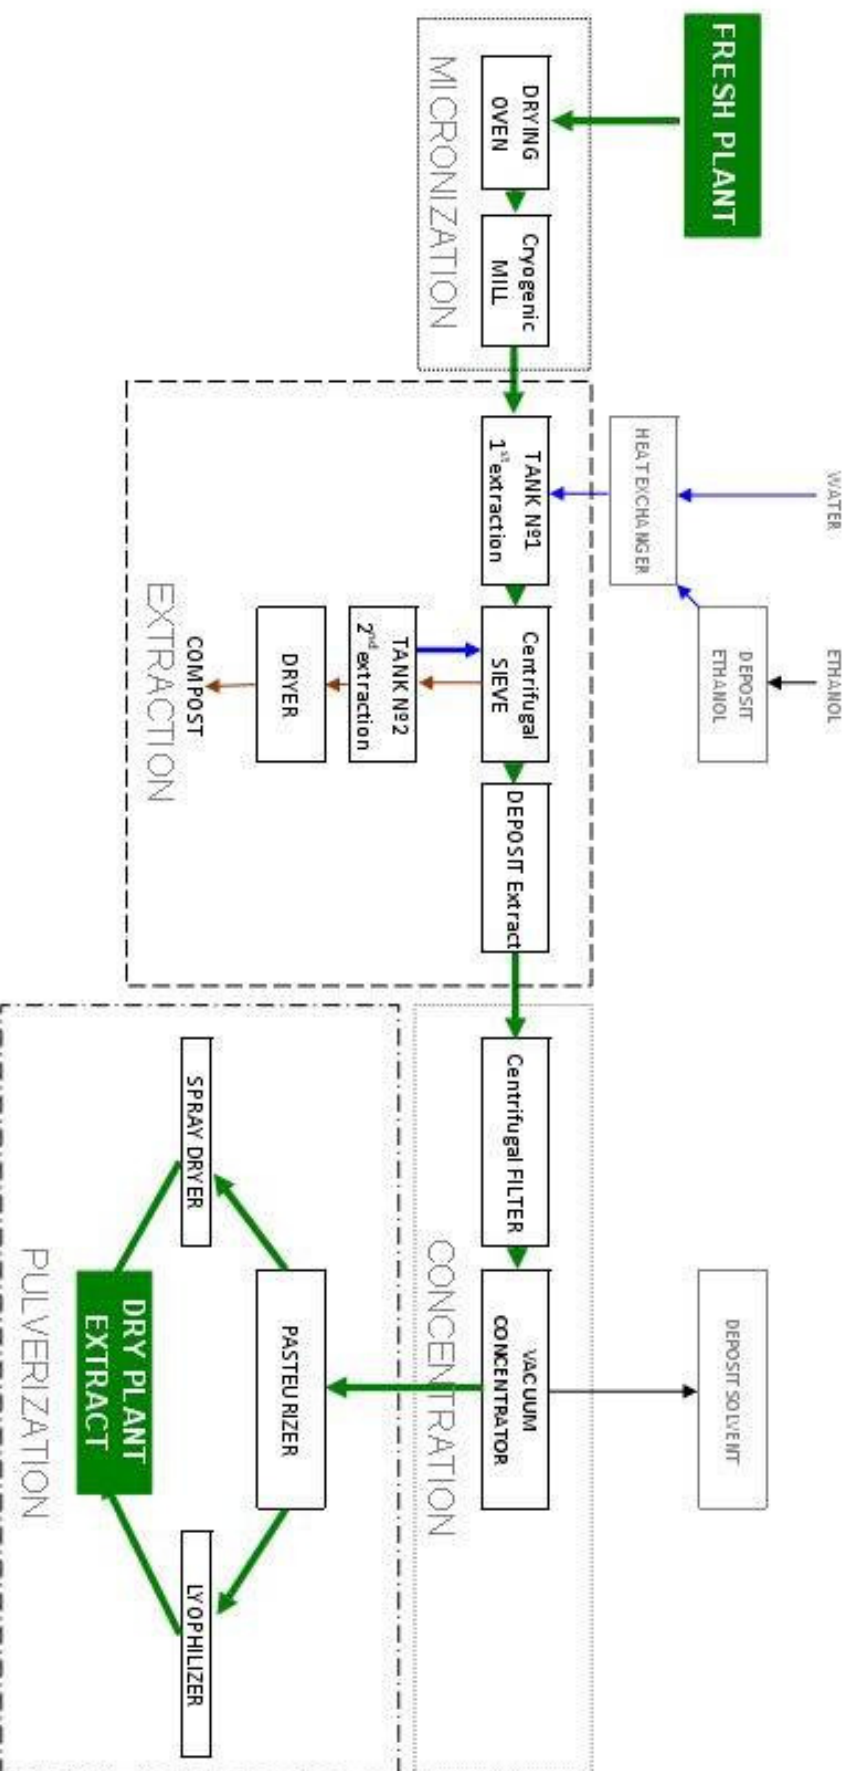 WATER
ETHANOL
FRESH PLANT
HEAT EXCHANGER
DEPOSIT
ETHANOL
DEPOSIT SOLVENT
DRYING
OVEN
Cryogenic
MILL
MICRONIZATION
TANK Nº1
1st extraction
Centrifugal
SIEVE
DEPOSIT Extract
TANK Nº2
2nd extraction
DRYER
COMPOST
EXTRACTION
Centrifugal FILTER
VACUUM
CONCENTRATOR
CONCENTRATION
PASTEURIZER
SPRAY DRYER
LYOPHILIZER
DRY PLANT
EXTRACT
PULVERIZATION